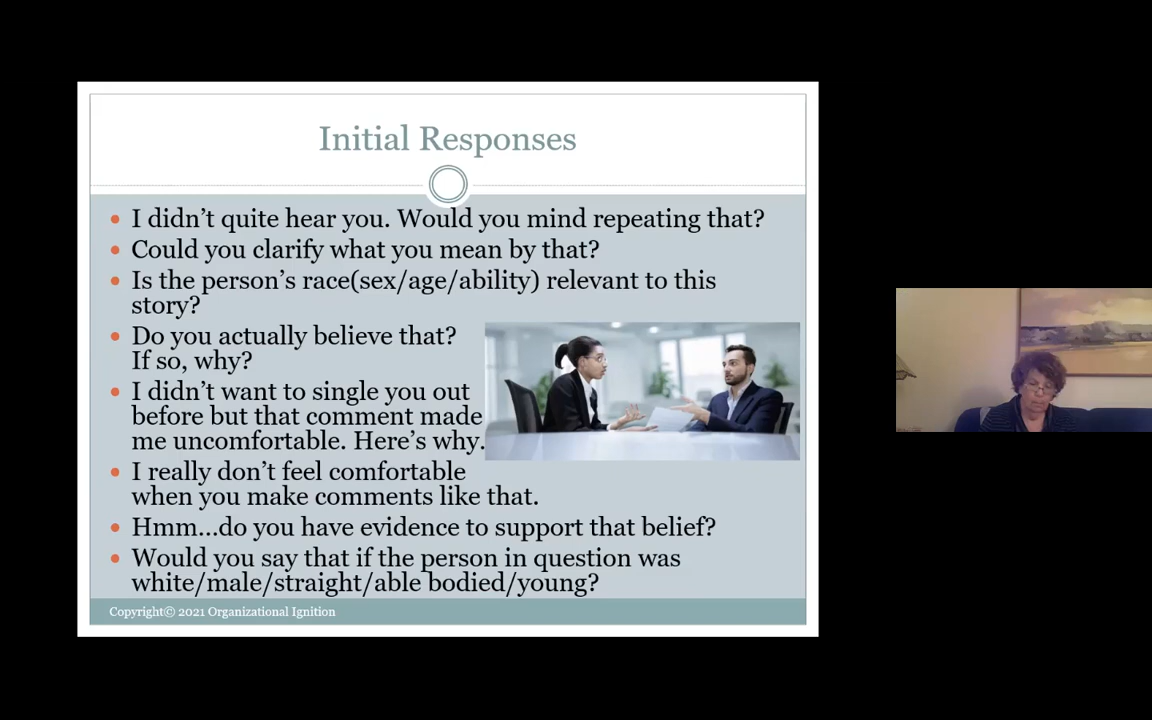 Initial Responses
I didn't quite hear you. Would you mind repeating that?
Could you clarify what you mean by that?
Is the person's race(sex/age/ability) relevant to this
story?
Do you actually believe that?
If so, why?
I didn't want to single you out
before but that comment made
me uncomfortable. Here's why.
I really don't feel comfortable
when you make comments like that.
Hmm...do you have evidence to support that belief?
Would you say that if the person in question was
white/male/straight/able bodied/young?
Copyright© 2021 Organizational Ignition